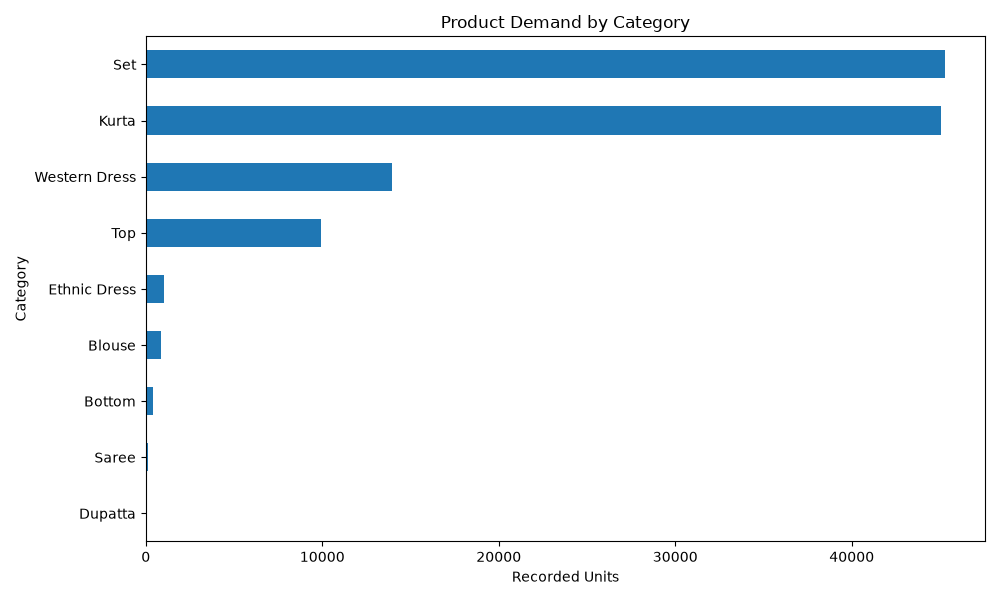 Product Demand by Category
Category
Set
Kurta
Western Dress
Top
Ethnic Dress
Blouse
Bottom
Saree
Dupatta
0 10000 20000 30000 40000
Recorded Units